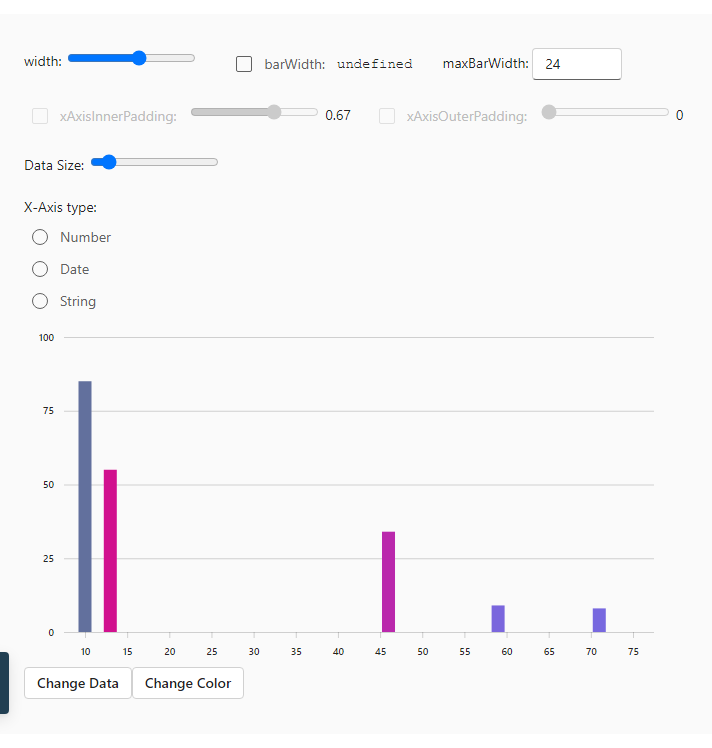 width: barWidth: undefined maxBarWidth: 24
xAxisInnerPadding: 0.67 xAxisOuterPadding: 0
Data Size:
X-Axis type:
Number
Date
String
100
75
50
25
0
10 15 20 25 30 35 40 45 50 55 60 65 70 75
Change Data Change Color